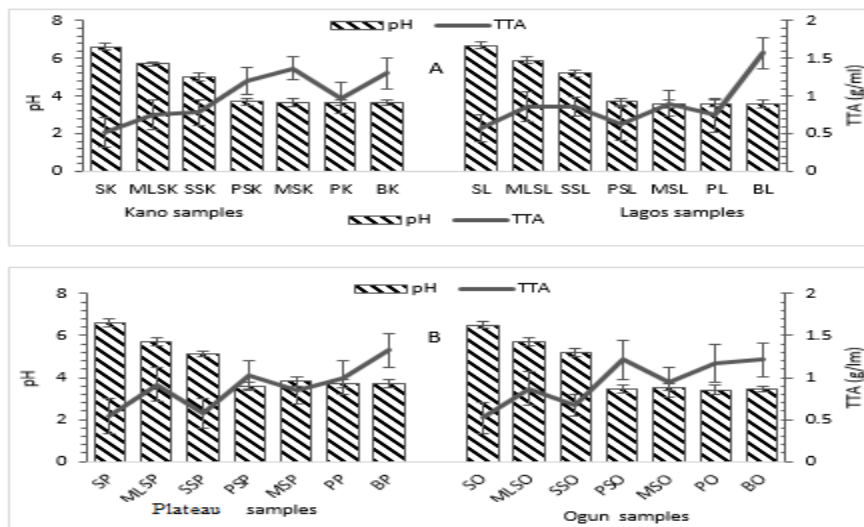 pH TTA
8 2
6 A 1.5
4 1
2 0.5
0 0
pH
TTA (g/ml)
SK MLSK SSK PSK MSK PK BK SL MLSL SSL PSL MSL PL BL
Kano samples Lagos samples
pH TTA
pH TTA
8 2
6 B 1.5
4 1
2 0.5
0 0
pH
TTA (g/lm)
SP MLSP SSP PSP MSP PP BP SO MLSO SSO PSO MSO PO BO
Plateau samples Ogun samples